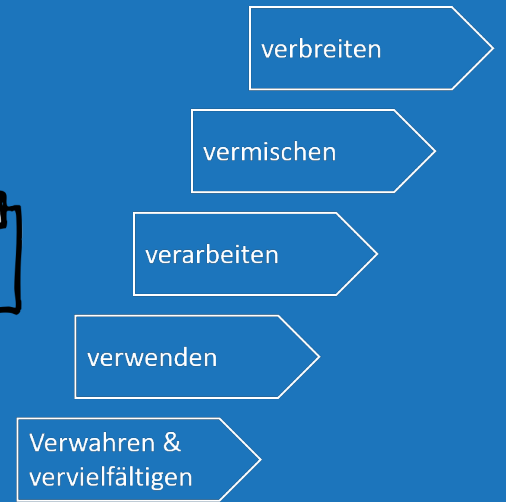 verbreiten
vermischen
verarbeiten
verwenden
Verwahren &
vervielfältigen